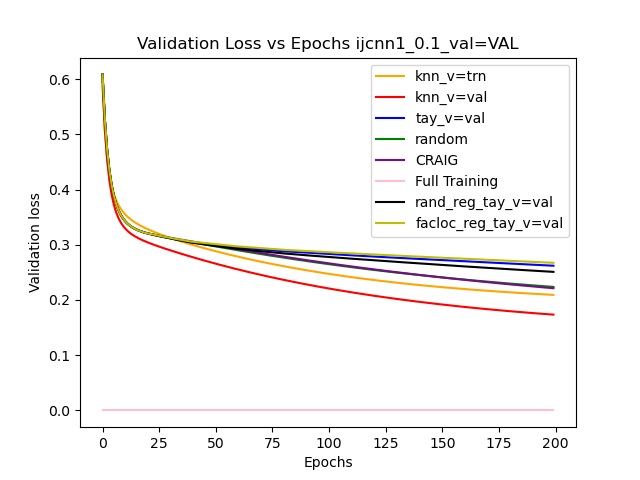 Validation Loss vs Epochs ijcnn1_0.1_val=VAL
Validation loss
0.6
0.5
0.4
0.3
0.2
0.1
0.0
knn_v=trn
knn_v=val
tay_v=val
random
CRAIG
Full Training
rand_reg_tay_v=val
facloc_reg_tay_v=val
0 25 50 75 100 125 150 175 200
Epochs